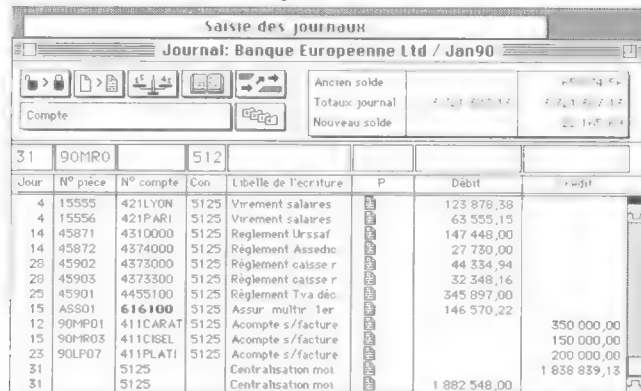 Saisie des journaux
Journal: Banque Europeenne Ltd / Jan90
Ancien solde
Totaux journal
Nouveau solde
Compte
31 90MR0 512
Jour N° pièce N° compte Con Libelle de l'ecriture P Débit
4 15555 421LYON 5125 Virement salaires 123 878,38
4 15556 421PARI 5125 Virement salaires 63 555,15
14 45871 4310000 5125 Règlement Urssaf 147 448,00
14 45872 4374000 5125 Règlement Assedic 27 730,00
28 45902 4373000 5125 Règlement caisse r 44 334,94
28 45903 4373300 5125 Règlement caisse r 32 348,16
25 45901 4455100 5125 Règlement Tva déc 345 897,00
15 ASS01 616100 5125 Assur multir 1er 146 570,22
12 90MP01 411CARAT 5125 Acompte s/facture 350 000,00
15 90MR03 411CISEL 5125 Acompte s/facture 150 000,00
23 90LP07 411PLATI 5125 Acompte s/facture 200 000,00
31 5125 Centralisation moi 1 838 839,13
31 5125 Centralisation moi 1 882 548,00